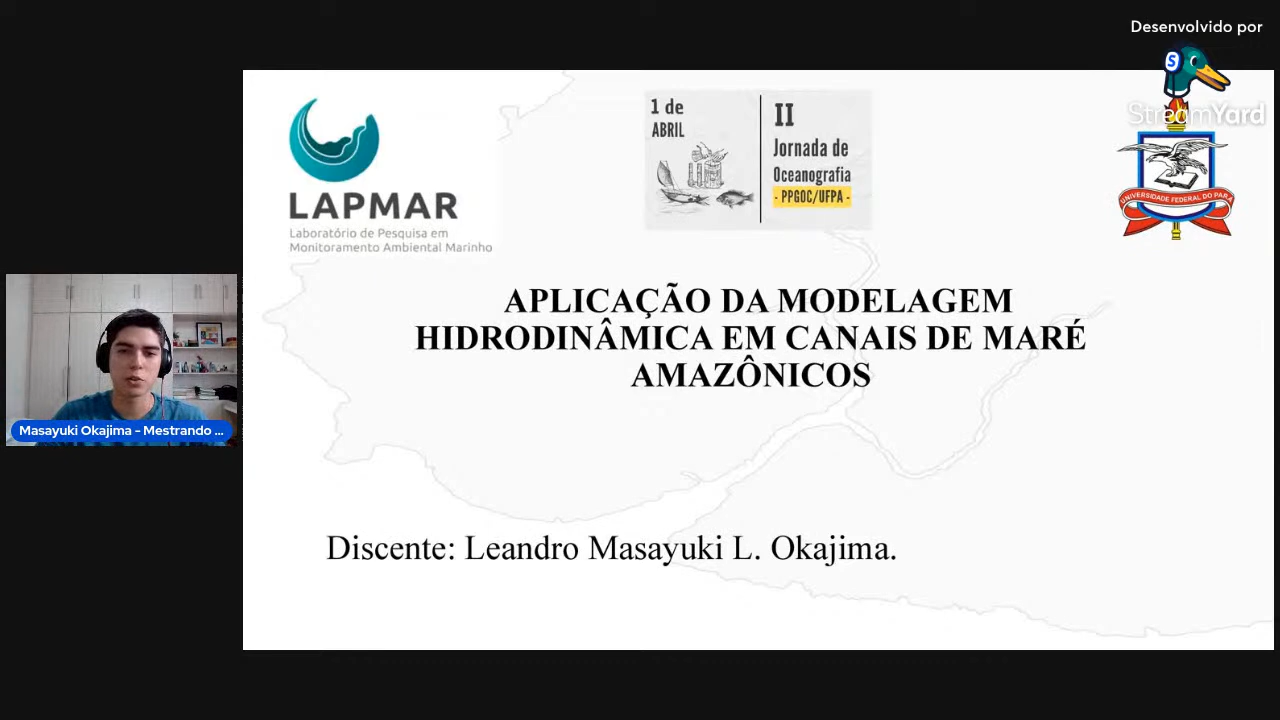 Desenvolvido por
StreamYard
LAPMAR
Laboratório de Pesquisa em
Monitoramento Ambiental Marinho
1 de
ABRIL
II
Jornada de
Oceanografia
- PPGOC/UFPA -
UNIVERSIDADE FEDERAL DO PARÁ
APLICAÇÃO DA MODELAGEM
HIDRODINÂMICA EM CANAIS DE MARÉ
AMAZÔNICOS
Masayuki Okajima - Mestrando ...
Discente: Leandro Masayuki L. Okajima.